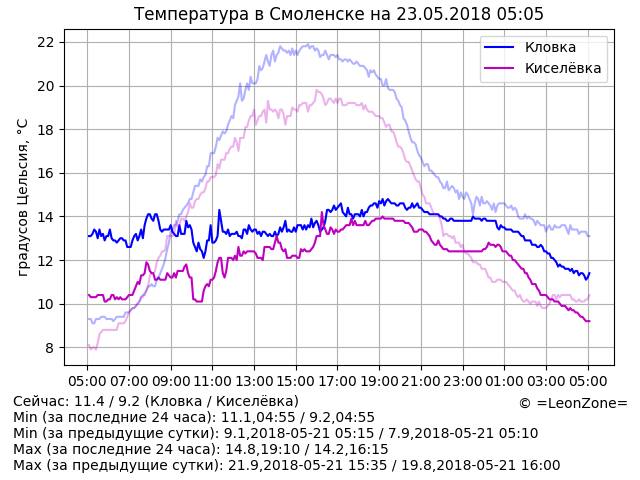 Температура в Смоленске на 23.05.2018 05:05
Кловка
Киселёвка
градусов Цельсия, °C
22
20
18
16
14
12
10
8
05:00 07:00 09:00 11:00 13:00 15:00 17:00 19:00 21:00 23:00 01:00 03:00 05:00
Сейчас: 11.4 / 9.2 (Кловка / Киселёвка)
© =LeonZone=
Min (за последние 24 часа): 11.1,04:55 / 9.2,04:55
Min (за предыдущие сутки): 9.1,2018-05-21 05:15 / 7.9,2018-05-21 05:10
Max (за последние 24 часа): 14.8,19:10 / 14.2,16:15
Max (за предыдущие сутки): 21.9,2018-05-21 15:35 / 19.8,2018-05-21 16:00